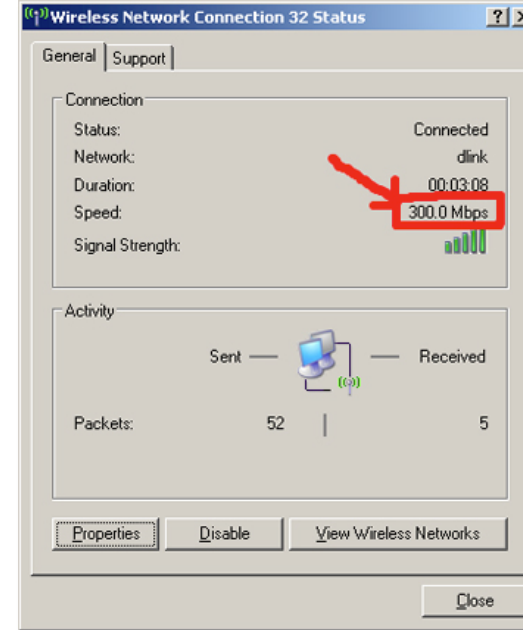 Wireless Network Connection 32 Status
General Support
Connection
Status: Connected
Network: dlink
Duration: 00:03:08
Speed: 300.0 Mbps
Signal Strength:
Activity
Sent — — Received
Packets: 52 | 5
Properties Disable View Wireless Networks
Close